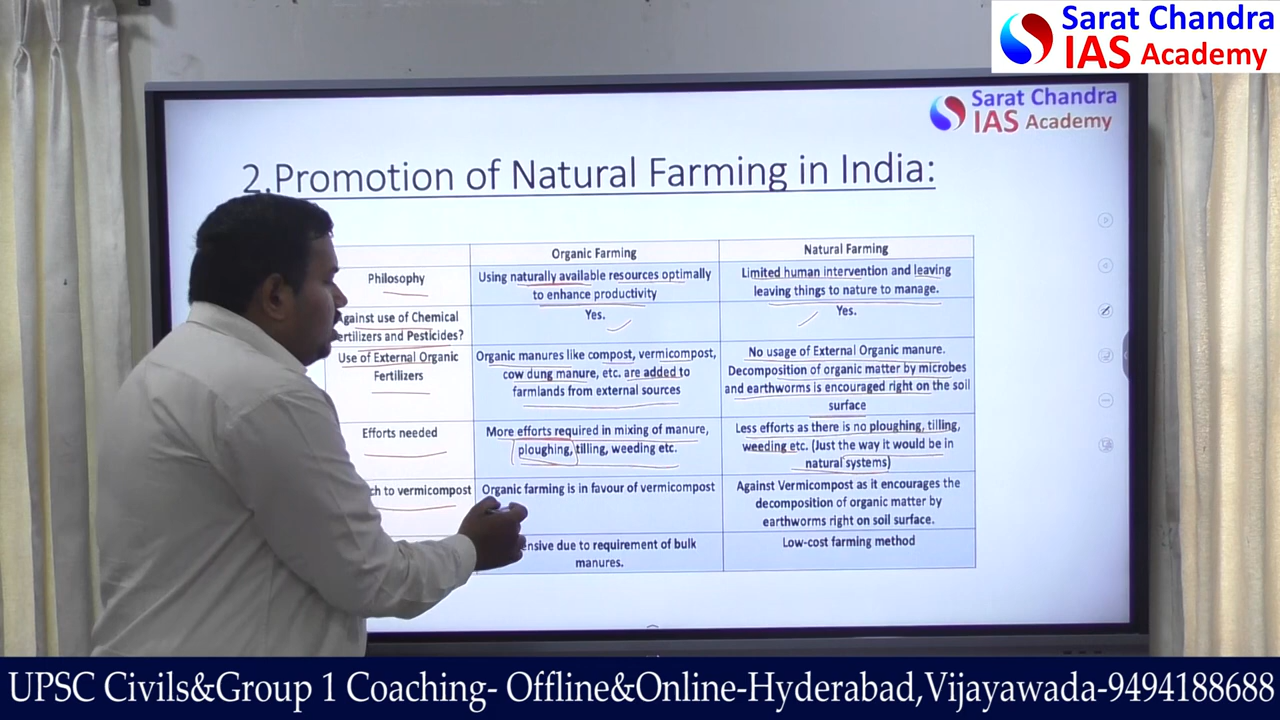 Sarat Chandra
IAS Academy
Sarat Chandra
IAS Academy
2.Promotion of Natural Farming in India:
Organic Farming
Natural Farming
Philosophy
Using naturally available resources optimally
to enhance productivity
Limited human intervention and leaving
leaving things to nature to manage.
Against use of Chemical
Fertilizers and Pesticides?
Yes.
Yes.
Use of External Organic
Fertilizers
Organic manures like compost, vermicompost,
cow dung manure, etc. are added to
farmlands from external sources
No usage of External Organic manure.
Decomposition of organic matter by microbes
and earthworms is encouraged right on the soil
surface
Efforts needed
More efforts required in mixing of manure,
ploughing, tilling, weeding etc.
Less efforts as there is no ploughing, tilling,
weeding etc. (Just the way it would be in
natural systems)
to vermicompost
Organic farming is in favour of vermicompost
Against Vermicompost as it encourages the
decomposition of organic matter by
earthworms right on soil surface.
due to requirement of bulk
manures.
Low-cost farming method
UPSC Civils&Group 1 Coaching- Offline&Online-Hyderabad,Vijayawada-9494188688